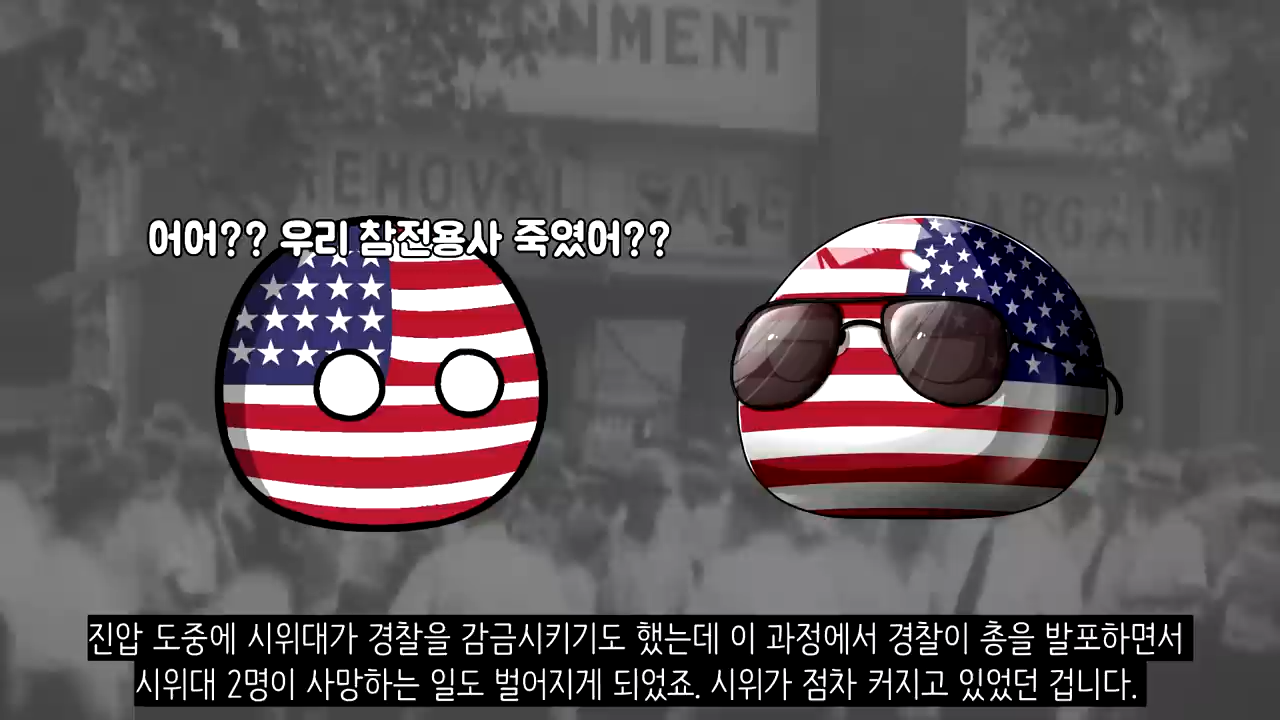 NMENT
REMOVAL SALE
ARGAIN
어어?? 우리 참전용사 죽였어??
진압 도중에 시위대가 경찰을 감금시키기도 했는데 이 과정에서 경찰이 총을 발포하면서
시위대 2명이 사망하는 일도 벌어지게 되었죠. 시위가 점차 커지고 있었던 겁니다.